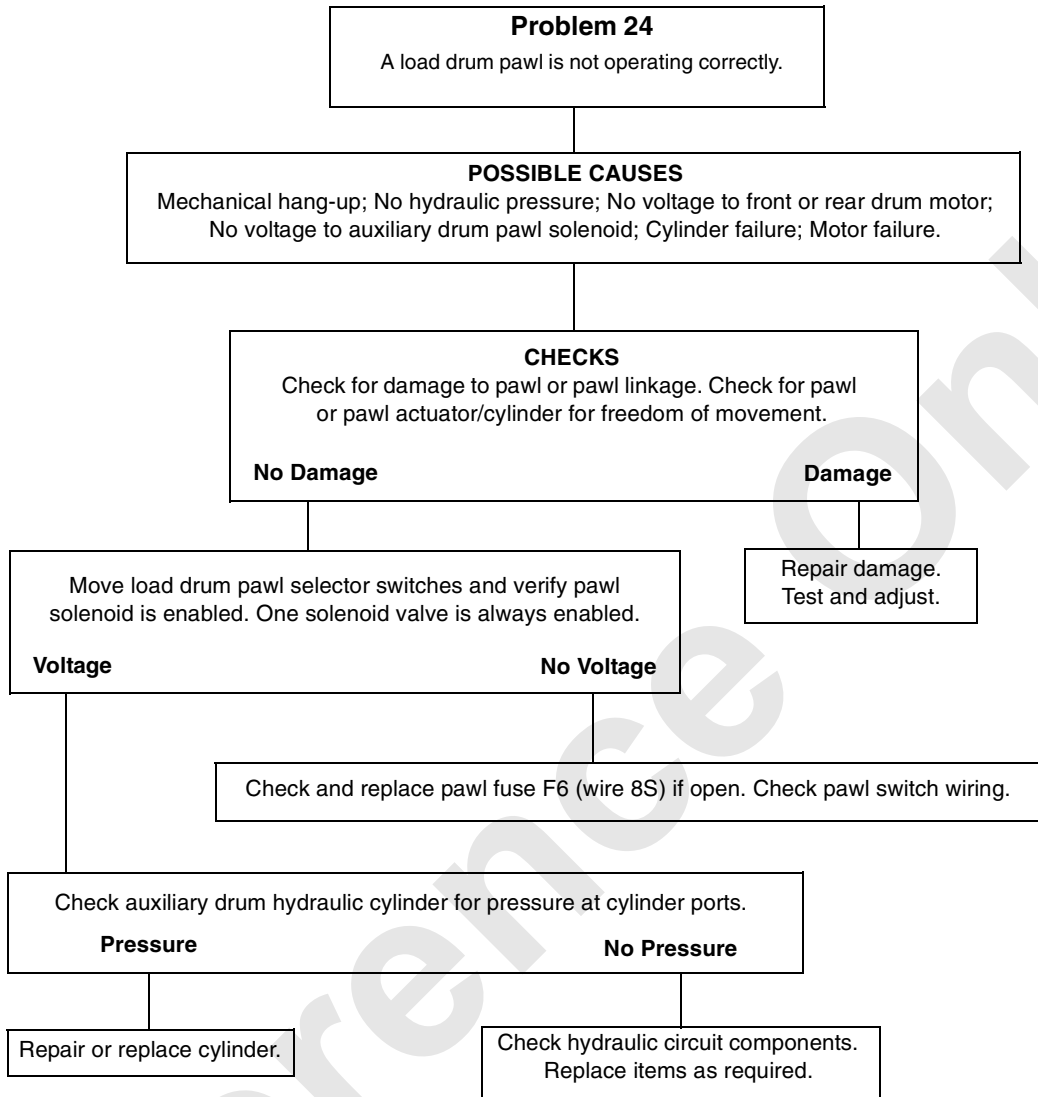 Problem 24
A load drum pawl is not operating correctly.
POSSIBLE CAUSES
Mechanical hang-up; No hydraulic pressure; No voltage to front or rear drum motor;
No voltage to auxiliary drum pawl solenoid; Cylinder failure; Motor failure.
CHECKS
Check for damage to pawl or pawl linkage. Check for pawl
or pawl actuator/cylinder for freedom of movement.
No Damage
Damage
Move load drum pawl selector switches and verify pawl
solenoid is enabled. One solenoid valve is always enabled.
Voltage
No Voltage
Repair damage.
Test and adjust.
Check and replace pawl fuse F6 (wire 8S) if open. Check pawl switch wiring.
Check auxiliary drum hydraulic cylinder for pressure at cylinder ports.
Pressure
No Pressure
Repair or replace cylinder.
Check hydraulic circuit components.
Replace items as required.